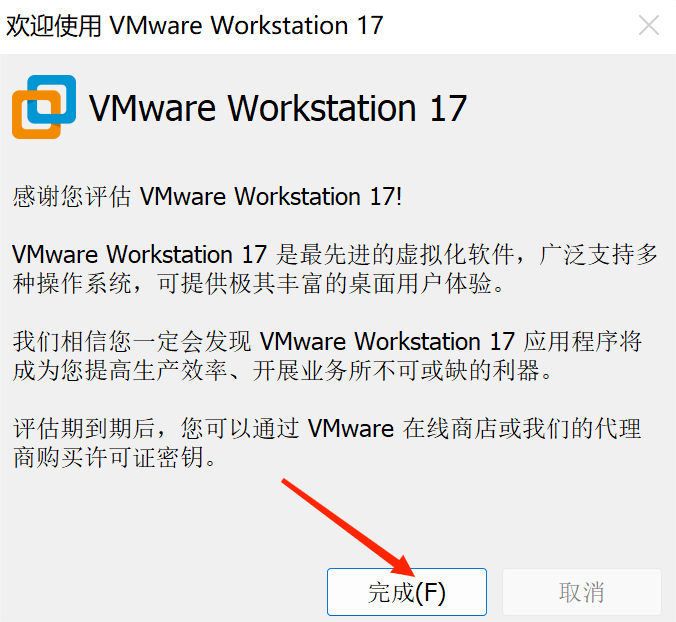 欢迎使用 VMware Workstation 17
VMware Workstation 17
感谢您评估 VMware Workstation 17!
VMware Workstation 17 是最先进的虚拟化软件，广泛支持多
种操作系统，可提供极其丰富的桌面用户体验。
我们相信您一定会发现 VMware Workstation 17 应用程序将
成为您提高生产效率、开展业务所不可或缺的利器。
评估期到期后，您可以通过 VMware 在线商店或我们的代理
商购买许可证密钥。
完成(F)
取消